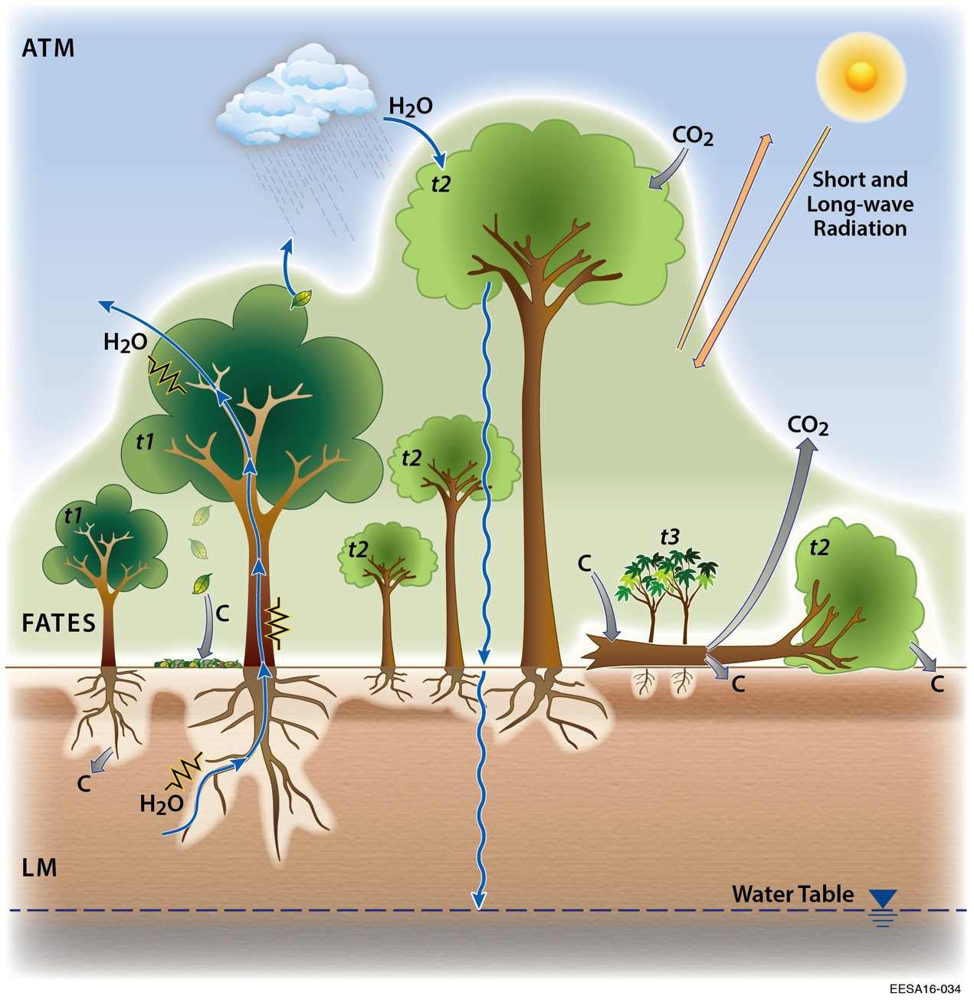 ATM
H2O
t2
CO2
Short and
Long-wave
Radiation
H2O
t1
t2
CO2
t1
t2
t3
t2
C
C
FATES
C
C
C
H2O
LM
Water Table
EESA16-034